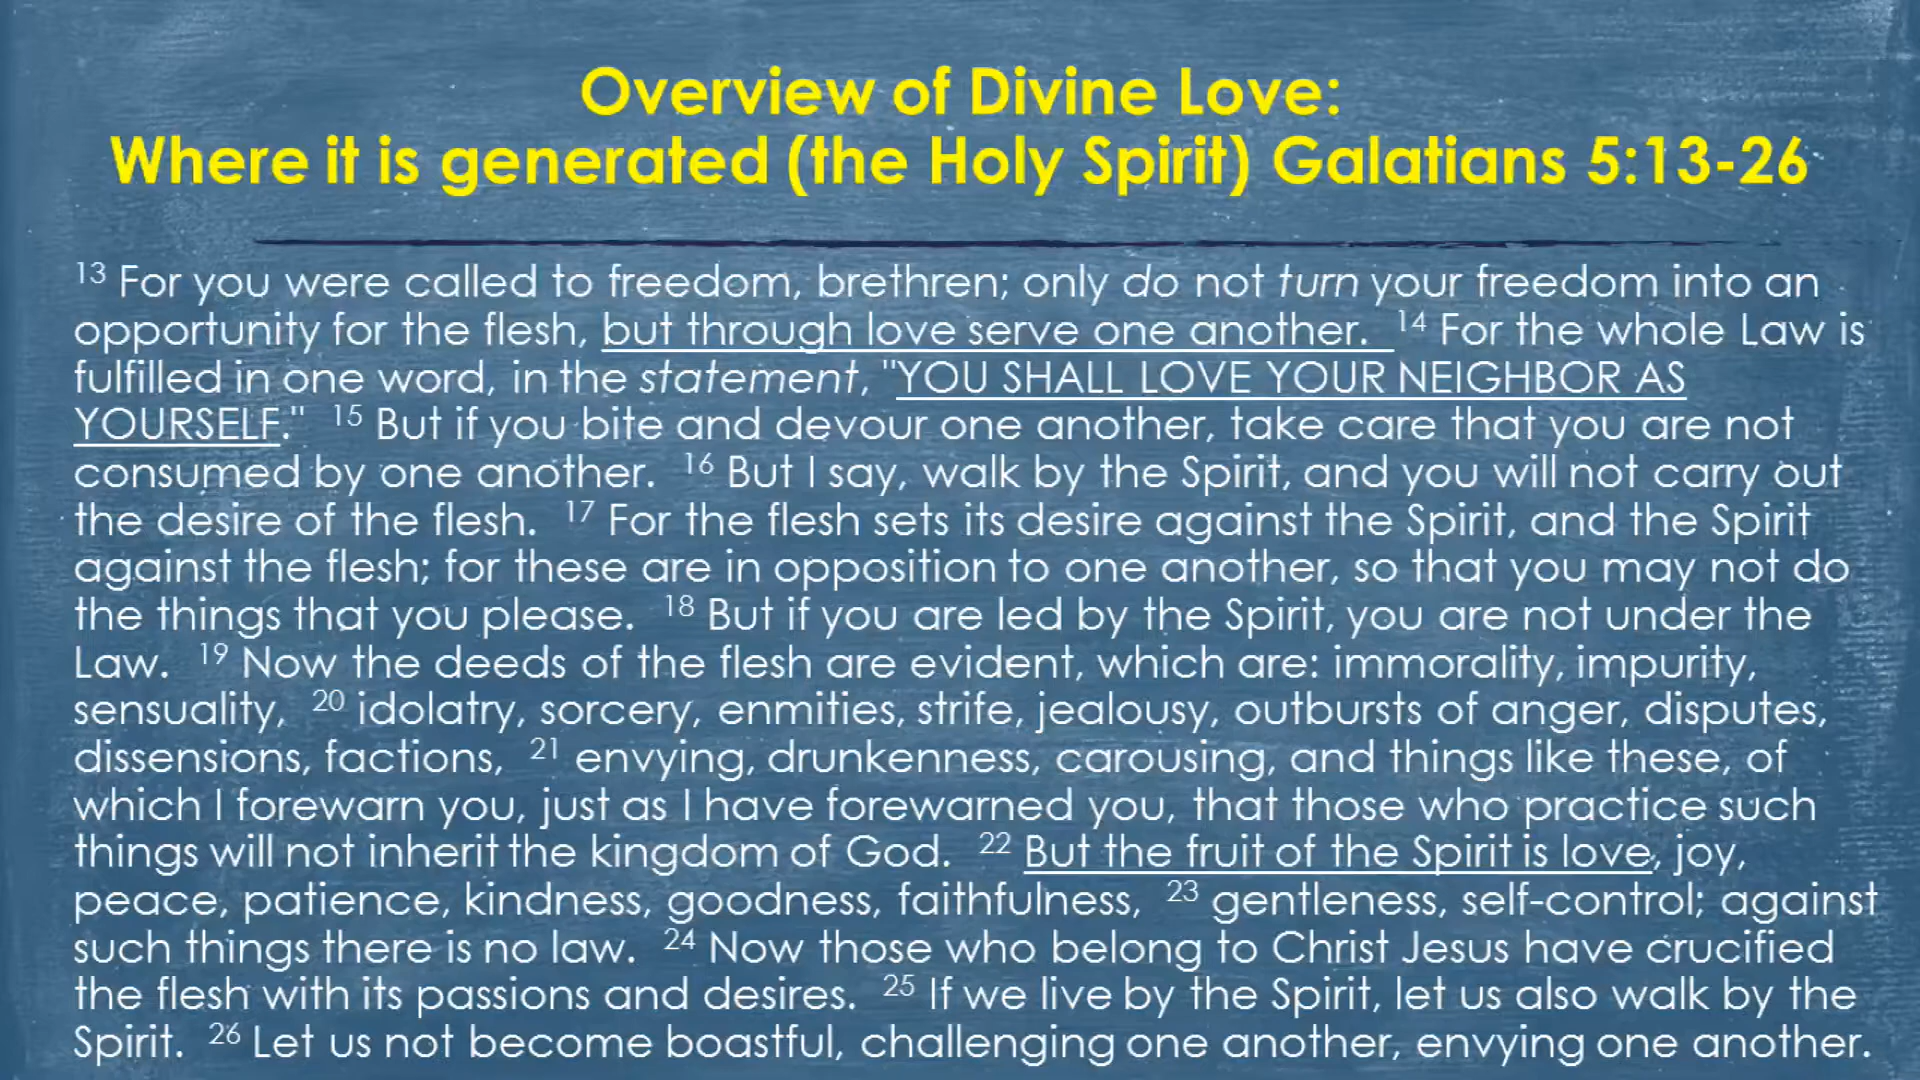 Overview of Divine Love:
Where it is generated (the Holy Spirit) Galatians 5:13-26
13 For you were called to freedom, brethren; only do not turn your freedom into an
opportunity for the flesh, but through love serve one another. 14 For the whole Law is
fulfilled in one word, in the statement, "YOU SHALL LOVE YOUR NEIGHBOR AS
YOURSELF." 15 But if you bite and devour one another, take care that you are not
consumed by one another. 16 But I say, walk by the Spirit, and you will not carry out
the desire of the flesh. 17 For the flesh sets its desire against the Spirit, and the Spirit
against the flesh; for these are in opposition to one another, so that you may not do
the things that you please. 18 But if you are led by the Spirit, you are not under the
Law. 19 Now the deeds of the flesh are evident, which are: immorality, impurity,
sensuality, 20 idolatry, sorcery, enmities, strife, jealousy, outbursts of anger, disputes,
dissensions, factions, 21 envying, drunkenness, carousing, and things like these, of
which I forewarn you, just as I have forewarned you, that those who practice such
things will not inherit the kingdom of God. 22 But the fruit of the Spirit is love, joy,
peace, patience, kindness, goodness, faithfulness, 23 gentleness, self-control; against
such things there is no law. 24 Now those who belong to Christ Jesus have crucified
the flesh with its passions and desires. 25 If we live by the Spirit, let us also walk by the
Spirit. 26 Let us not become boastful, challenging one another, envying one another.